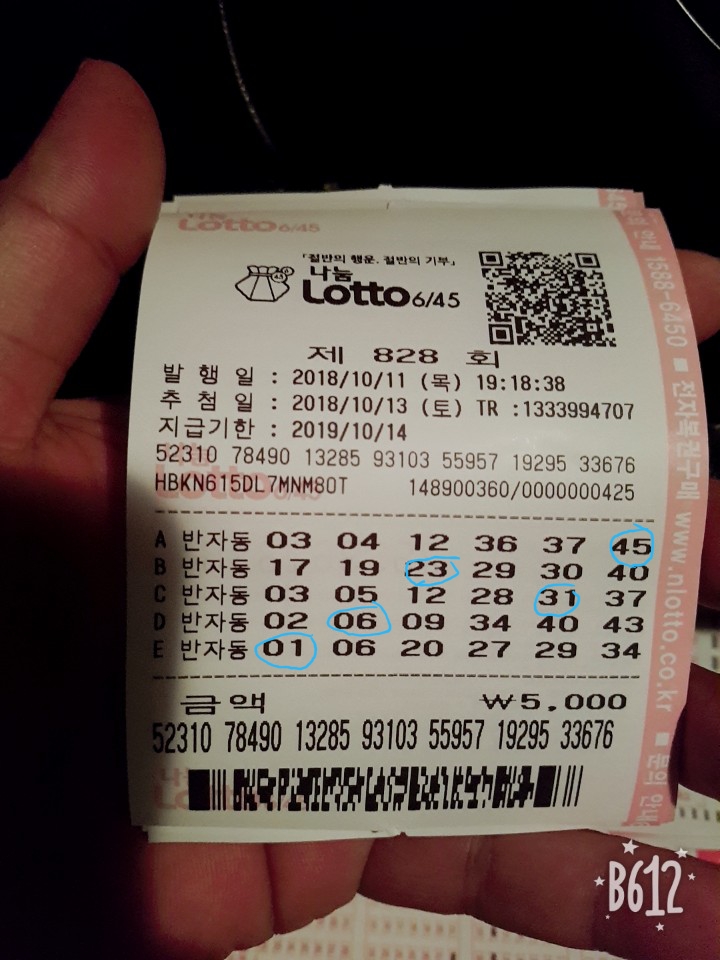 Lotto 6/45
「절반의 행운, 절반의 기부」
나눔
Lotto 6/45
제 828 회
발 행 일 : 2018/10/11 (목) 19:18:38
추 첨 일 : 2018/10/13 (토) TR :1333994707
지급기한 : 2019/10/14
52310 78490 13285 93103 55957 19295 33676
HBKN615DL7MNM80T 148900360/0000000425
A 반자동 03 04 12 36 37 45
B 반자동 17 19 23 29 30 40
C 반자동 03 05 12 28 31 37
D 반자동 02 06 09 34 40 43
E 반자동 01 06 20 27 29 34
금액 ₩5,000
52310 78490 13285 93103 55957 19295 33676
안내 1588-6450 ■ 전자복권구매 www.nlotto.co.kr ■ 문의 안내
B612